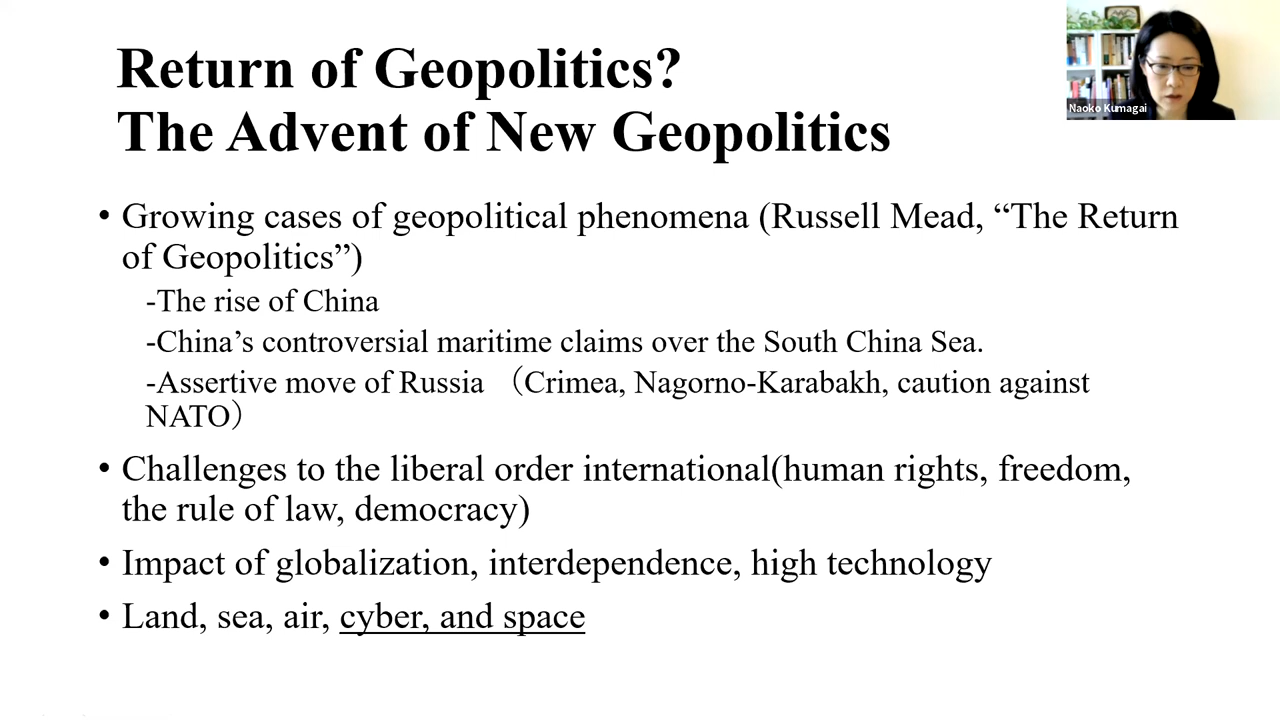 Return of Geopolitics?
The Advent of New Geopolitics
Naoko Kumagai
• Growing cases of geopolitical phenomena (Russell Mead, “The Return
of Geopolitics”)
-The rise of China
-China’s controversial maritime claims over the South China Sea.
-Assertive move of Russia （Crimea, Nagorno-Karabakh, caution against
NATO）
• Challenges to the liberal order international(human rights, freedom,
the rule of law, democracy)
• Impact of globalization, interdependence, high technology
• Land, sea, air, cyber, and space